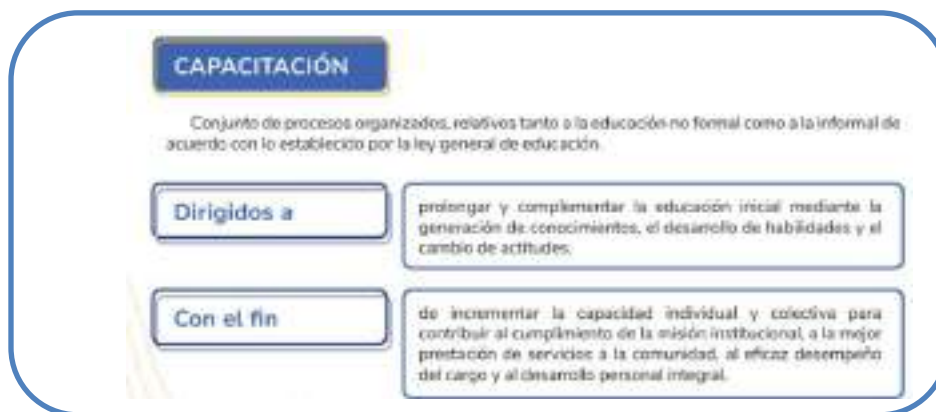 CAPACITACIÓN
Conjunto de procesos organizados, relativos tanto a la educación no formal como a la informal de
acuerdo con lo establecido por la ley general de educación.
Dirigidos a
prolongar y complementar la educación inicial mediante la
generación de conocimientos, el desarrollo de habilidades y el
cambio de actitudes.
Con el fin
de incrementar la capacidad individual y colectiva para
contribuir al cumplimiento de la misión institucional, a la mejor
prestación de servicios a la comunidad, al eficaz desempeño
del cargo y al desarrollo personal integral.